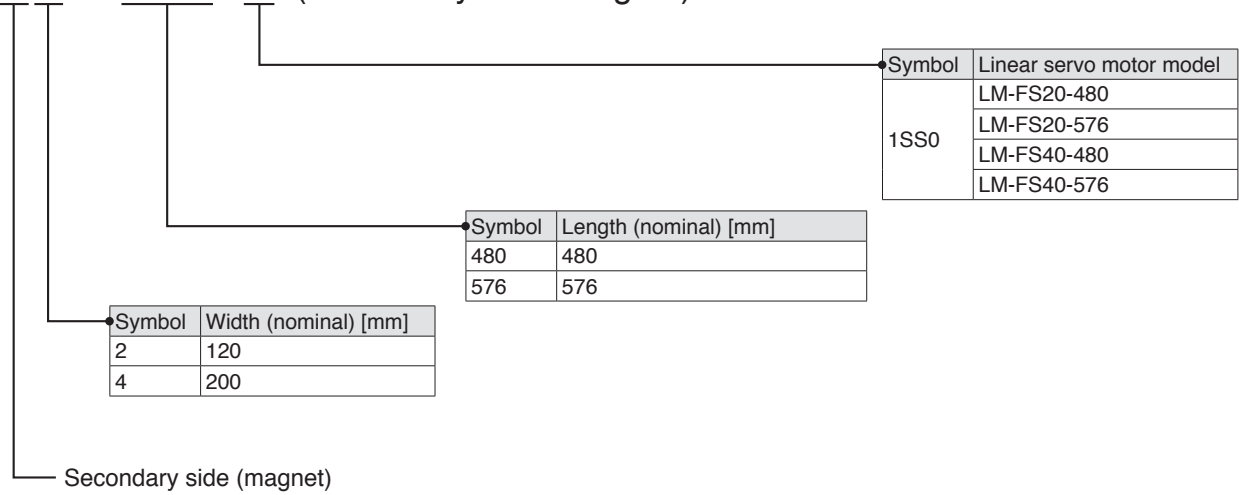 Symbol Linear servo motor model
1SS0
LM-FS20-480
LM-FS20-576
LM-FS40-480
LM-FS40-576
Symbol Length (nominal) [mm]
480 480
576 576
Symbol Width (nominal) [mm]
2 120
4 200
Secondary side (magnet)